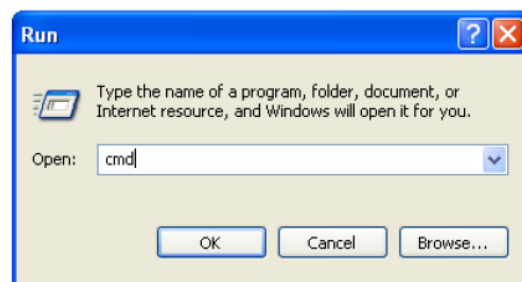 Run
Type the name of a program, folder, document, or
Internet resource, and Windows will open it for you.
Open: cmd
OK Cancel Browse...